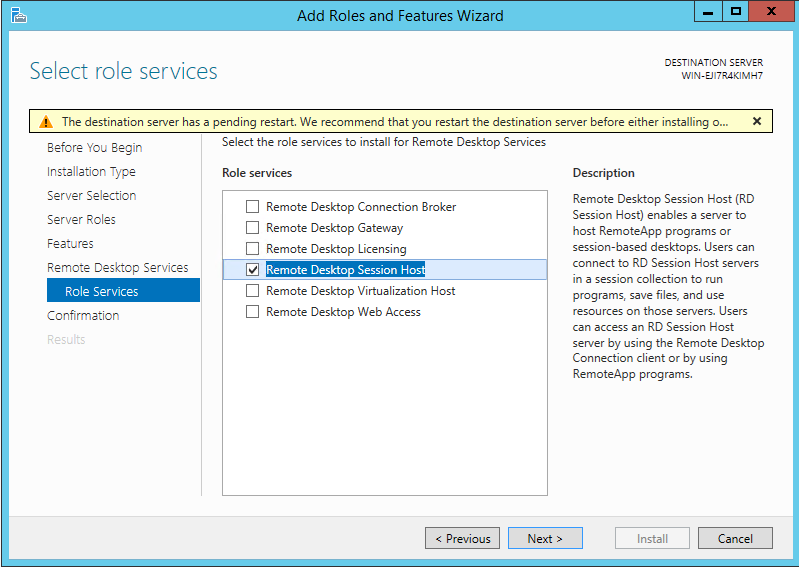 Add Roles and Features Wizard
Select role services
DESTINATION SERVER
WIN-EJI7R4KIMH7
The destination server has a pending restart. We recommend that you restart the destination server before either installing o...
Before You Begin
Installation Type
Server Selection
Server Roles
Features
Remote Desktop Services
Role Services
Confirmation
Results
Select the role services to install for Remote Desktop Services
Role services
Remote Desktop Connection Broker
Remote Desktop Gateway
Remote Desktop Licensing
Remote Desktop Session Host
Remote Desktop Virtualization Host
Remote Desktop Web Access
Description
Remote Desktop Session Host (RD
Session Host) enables a server to
host RemoteApp programs or
session-based desktops. Users can
connect to RD Session Host servers
in a session collection to run
programs, save files, and use
resources on those servers. Users
can access an RD Session Host
server by using the Remote Desktop
Connection client or by using
RemoteApp programs.
< Previous
Next >
Install
Cancel